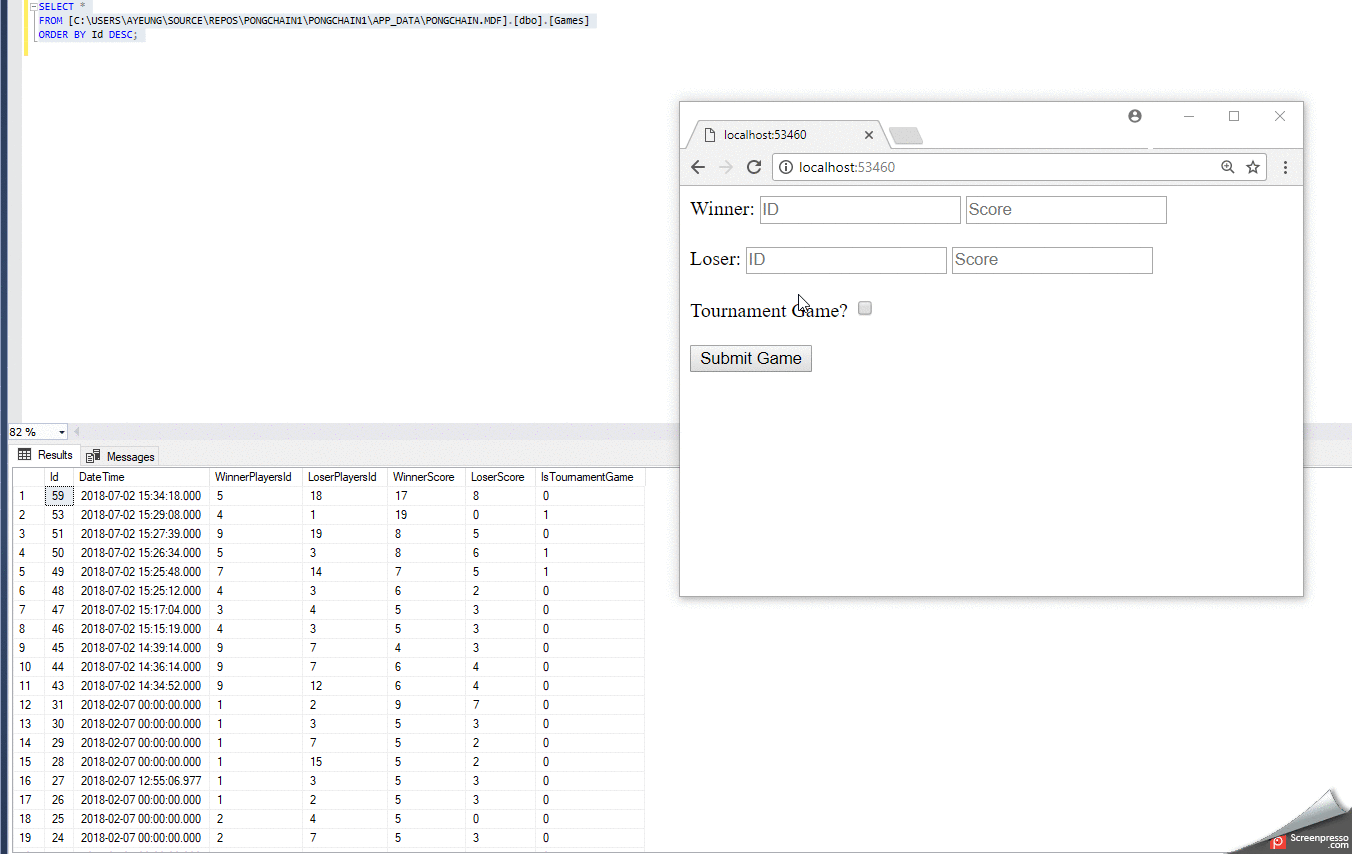 SELECT *
FROM [C:\USERS\AYEUNG\SOURCE\REPOS\PONGCHAIN1\PONGCHAIN1\APP_DATA\PONGCHAIN.MDF].[dbo].[Games]
ORDER BY Id DESC;
localhost:53460
localhost:53460
Winner: ID Score
Loser: ID Score
Tournament Game?
Submit Game
82 %
Results Messages
Id DateTime WinnerPlayersId LoserPlayersId WinnerScore LoserScore IsTournamentGame
1 59 2018-07-02 15:34:18.000 5 18 17 8 0
2 53 2018-07-02 15:29:08.000 4 1 19 0 1
3 51 2018-07-02 15:27:39.000 9 19 8 5 0
4 50 2018-07-02 15:26:34.000 5 3 8 6 1
5 49 2018-07-02 15:25:48.000 7 14 7 5 1
6 48 2018-07-02 15:25:12.000 4 3 6 2 0
7 47 2018-07-02 15:17:04.000 3 4 5 3 0
8 46 2018-07-02 15:15:19.000 4 3 5 3 0
9 45 2018-07-02 14:39:14.000 9 7 4 3 0
10 44 2018-07-02 14:36:14.000 9 7 6 4 0
11 43 2018-07-02 14:34:52.000 9 12 6 4 0
12 31 2018-02-07 00:00:00.000 1 2 9 7 0
13 30 2018-02-07 00:00:00.000 1 3 5 3 0
14 29 2018-02-07 00:00:00.000 1 7 5 2 0
15 28 2018-02-07 00:00:00.000 1 15 5 2 0
16 27 2018-02-07 12:55:06.977 1 3 5 3 0
17 26 2018-02-07 00:00:00.000 1 2 5 3 0
18 25 2018-02-07 00:00:00.000 2 4 5 0 0
19 24 2018-02-07 00:00:00.000 2 7 5 3 0
Screenpresso
.com